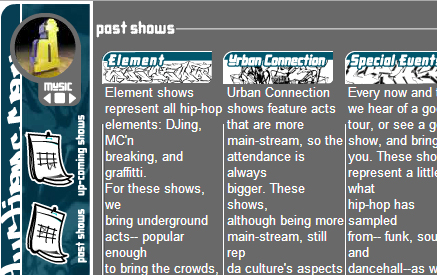 past shows
MUSIC
up-coming shows
past shows
Element
Element shows
represent all hip-hop
elements: DJing,
MC'n
breaking, and
graffitti.
For these shows,
we
bring underground
acts-- popular
enough
to bring the crowds,
Urban Connection
Urban Connection
shows feature acts
that are more
main-stream, so the
attendance is
always
bigger. These
shows,
although being more
main-stream, still
rep
da culture's aspects
Special Event
Every now and
we hear of a go
tour, or see a g
show, and bring
you. These sho
represent a little
what
hip-hop has
sampled
from-- funk, sou
and
dancehall--as w